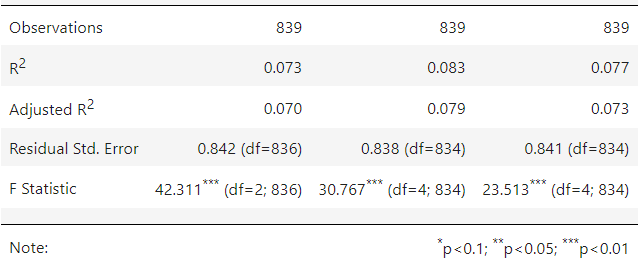 Observations 839 839 839
R2 0.073 0.083 0.077
Adjusted R2 0.070 0.079 0.073
Residual Std. Error 0.842 (df=836) 0.838 (df=834) 0.841 (df=834)
F Statistic 42.311*** (df=2; 836) 30.767*** (df=4; 834) 23.513*** (df=4; 834)
Note: *p<0.1; **p<0.05; ***p<0.01